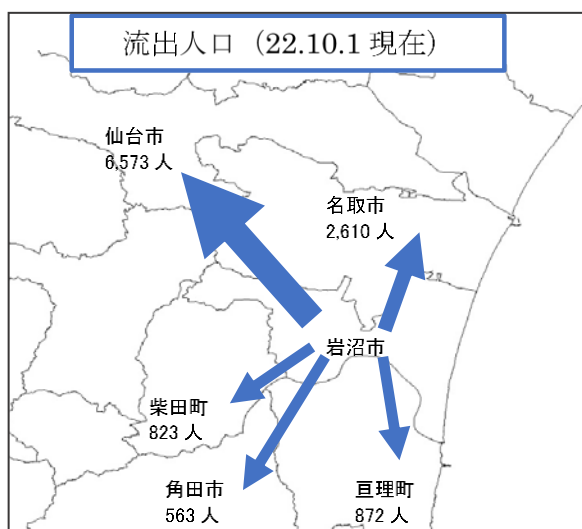 流出人口（22.10.1 現在）
仙台市
6,573 人
名取市
2,610 人
岩沼市
柴田町
823 人
角田市
563 人
亘理町
872 人